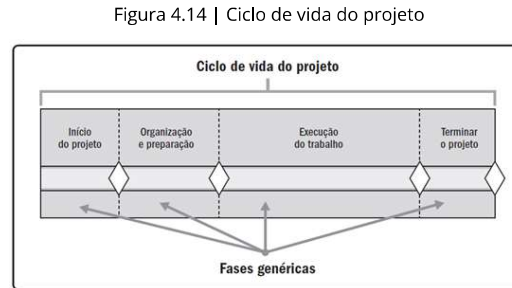 Figura 4.14 | Ciclo de vida do projeto
Ciclo de vida do projeto
Início
do projeto
Organização
e preparação
Execução
do trabalho
Terminar
o projeto
Fases genéricas